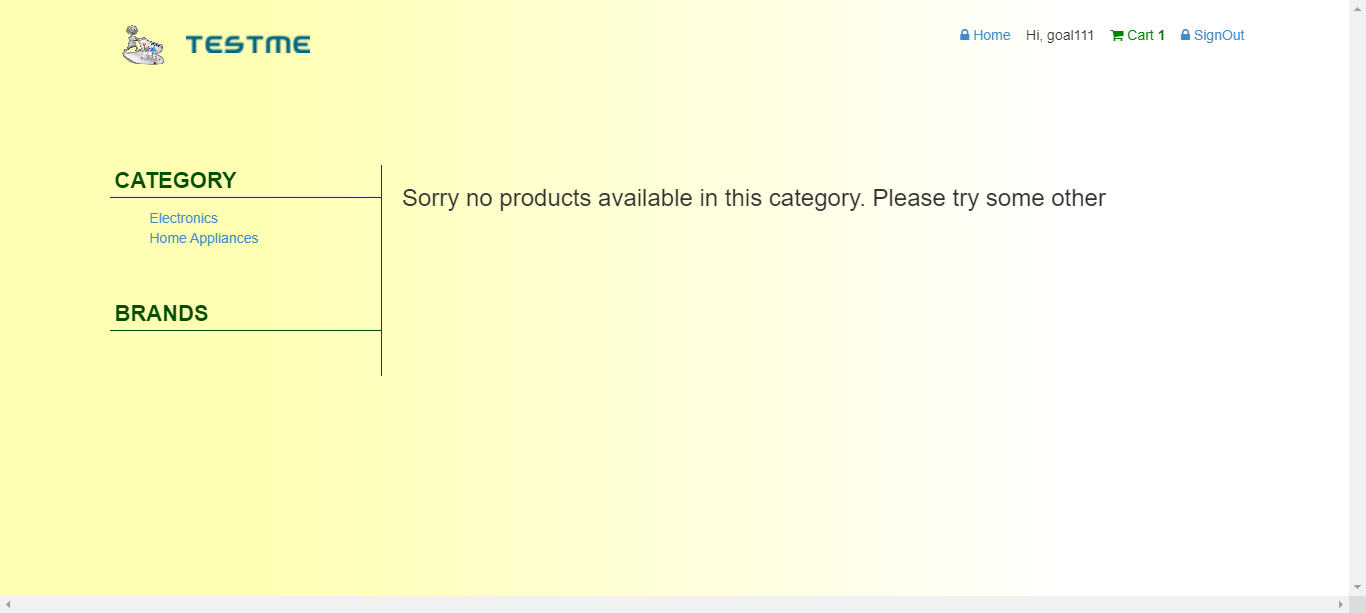 TESTME
Home Hi, goal111 Cart 1 SignOut
CATEGORY
Electronics
Home Appliances
BRANDS
Sorry no products available in this category. Please try some other